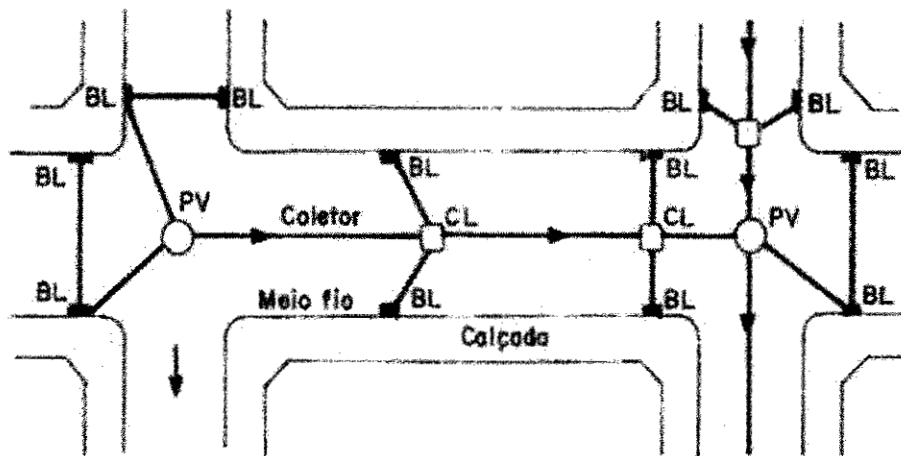 BL BL BL BL
BL BL BL BL
PV CL CL PV
Coletor
BL Meio fio BL BL BL
Calçada